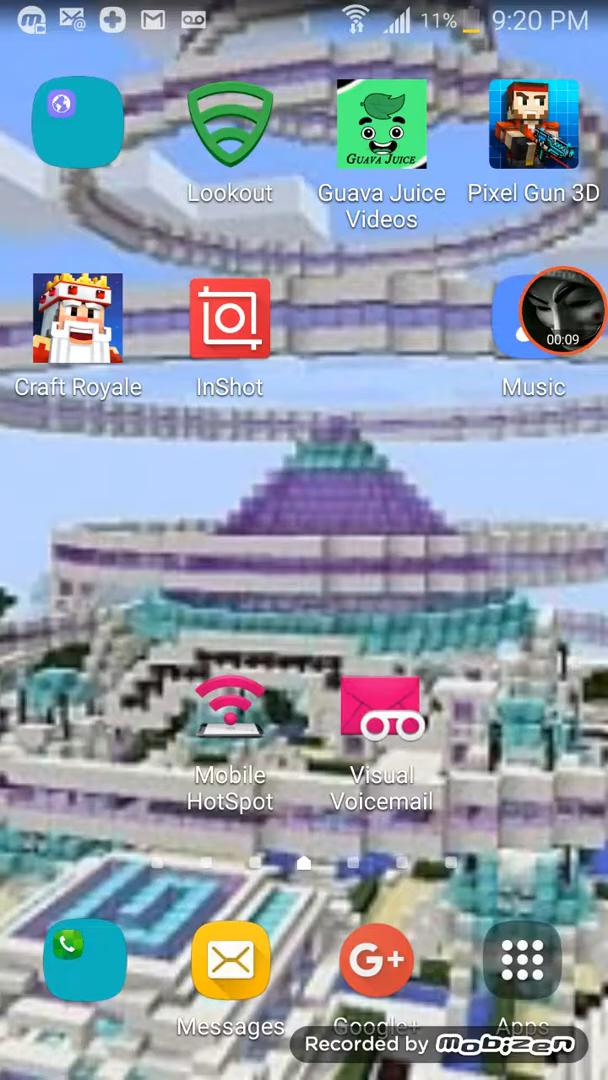 11% 9:20 PM
GUAVA JUICE
Lookout
Guava Juice
Videos
Pixel Gun 3D
00:09
Craft Royale
InShot
Music
Mobile
HotSpot
Visual
Voicemail
G+
Messages
Google+
Apps
Recorded by mobizen